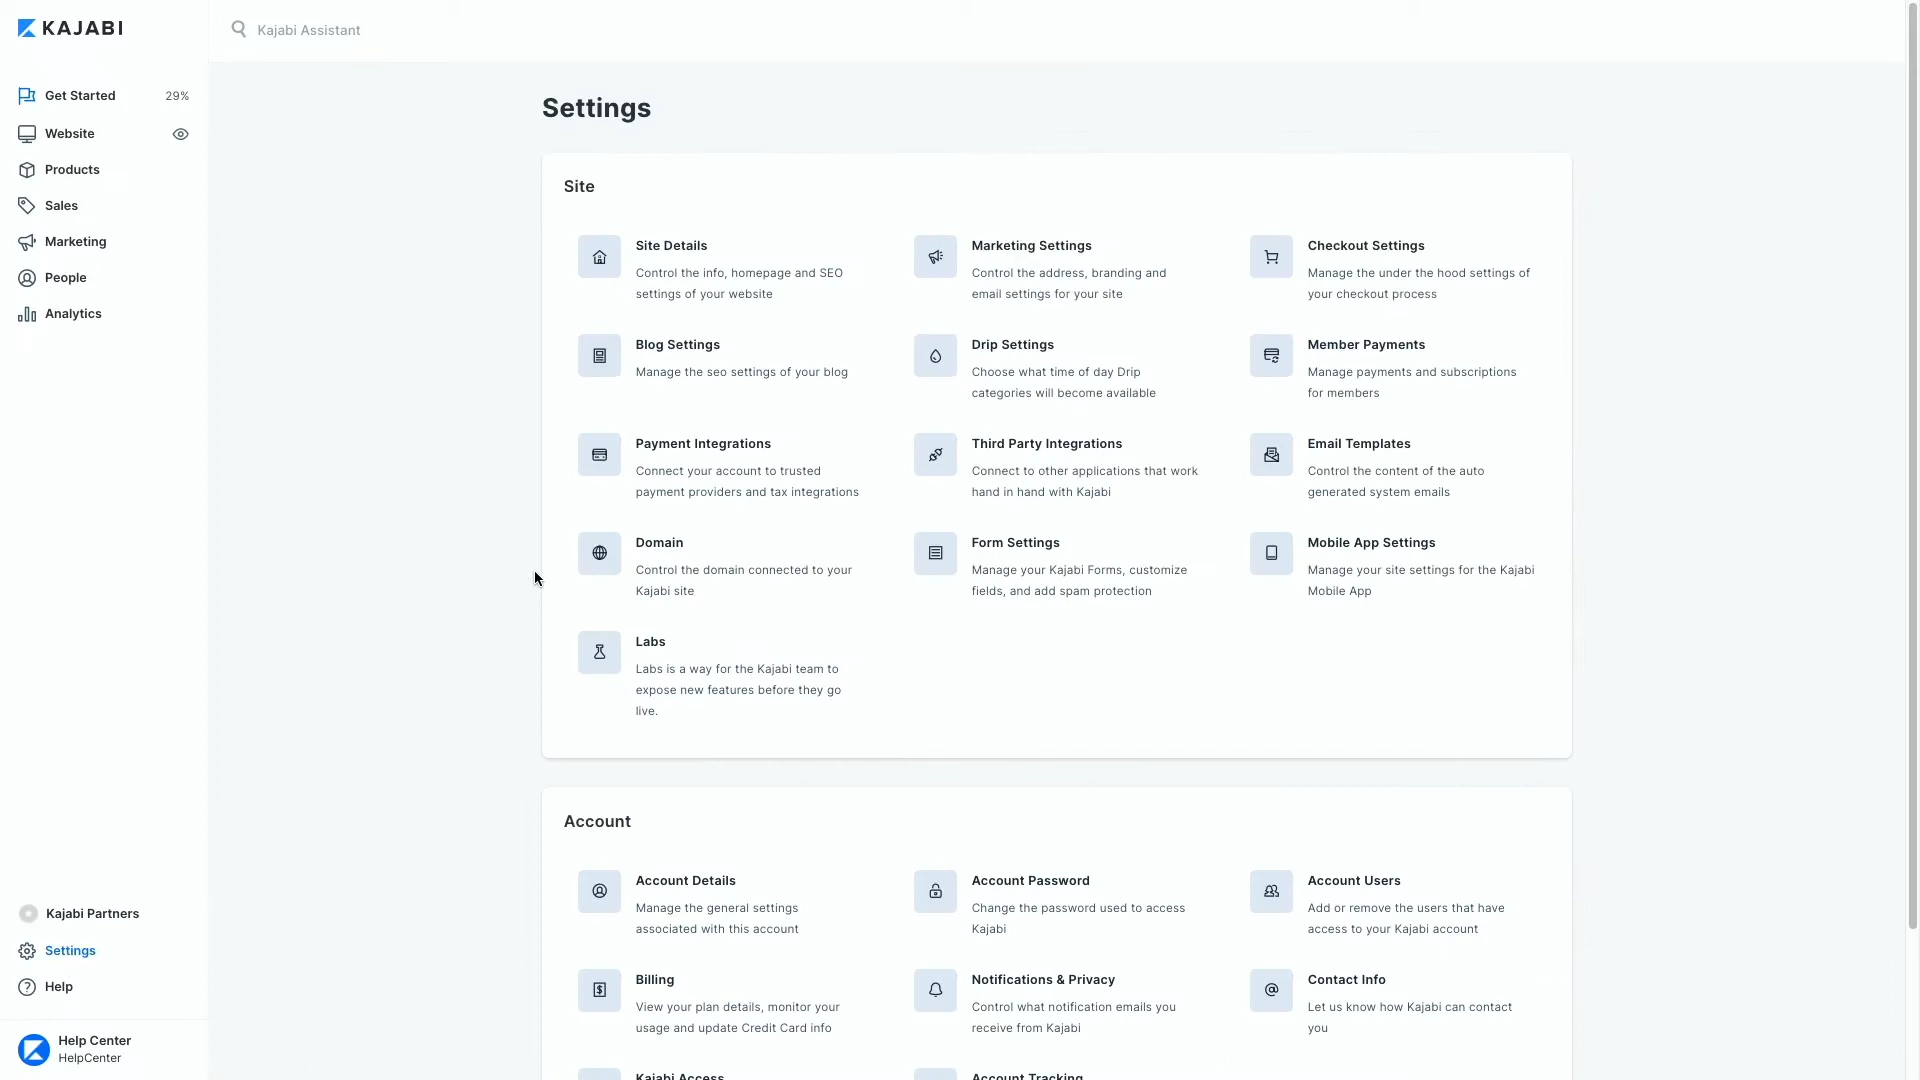 KAJABI
Kajabi Assistant
Get Started 29%
Website
Products
Sales
Marketing
People
Analytics
Kajabi Partners
Settings
Help
Help Center
HelpCenter
Settings
Site
Site Details
Control the info, homepage and SEO
settings of your website
Marketing Settings
Control the address, branding and
email settings for your site
Checkout Settings
Manage the under the hood settings of
your checkout process
Blog Settings
Manage the seo settings of your blog
Drip Settings
Choose what time of day Drip
categories will become available
Member Payments
Manage payments and subscriptions
for members
Payment Integrations
Connect your account to trusted
payment providers and tax integrations
Third Party Integrations
Connect to other applications that work
hand in hand with Kajabi
Email Templates
Control the content of the auto
generated system emails
Domain
Control the domain connected to your
Kajabi site
Form Settings
Manage your Kajabi Forms, customize
fields, and add spam protection
Mobile App Settings
Manage your site settings for the Kajabi
Mobile App
Labs
Labs is a way for the Kajabi team to
expose new features before they go
live.
Account
Account Details
Manage the general settings
associated with this account
Account Password
Change the password used to access
Kajabi
Account Users
Add or remove the users that have
access to your Kajabi account
Billing
View your plan details, monitor your
usage and update Credit Card info
Notifications & Privacy
Control what notification emails you
receive from Kajabi
Contact Info
Let us know how Kajabi can contact
you
Kajabi Access
Account Tracking